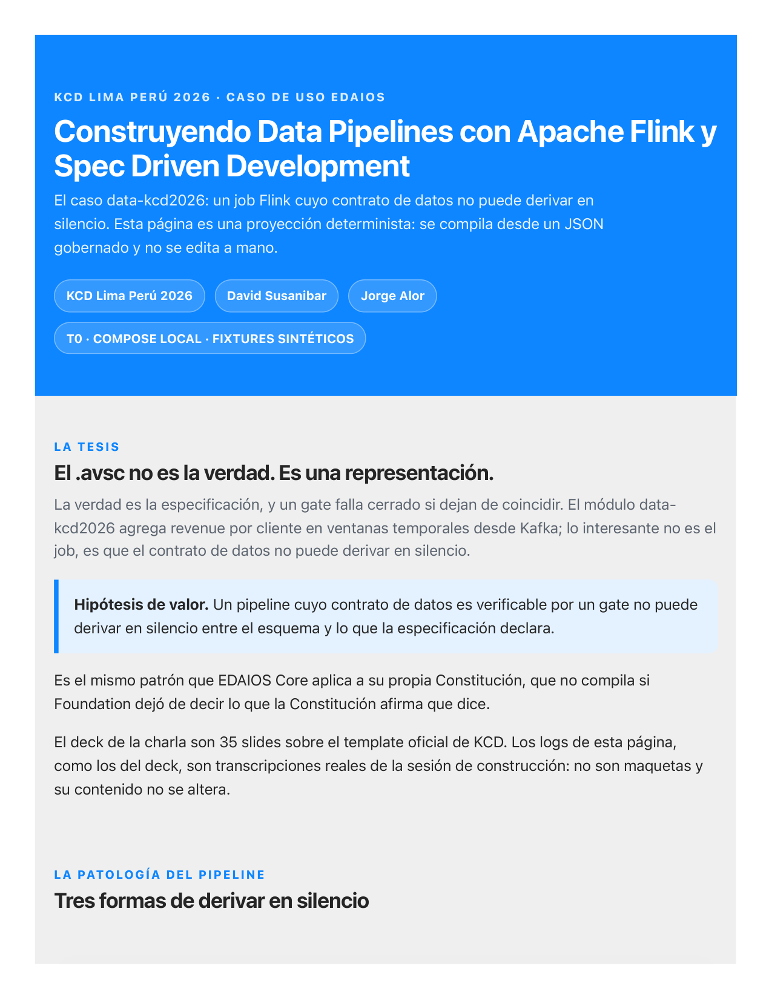 KCD LIMA PERÚ 2026 · CASO DE USO EDAIOS
Construyendo Data Pipelines con Apache Flink y
Spec Driven Development
El caso data-kcd2026: un job Flink cuyo contrato de datos no puede derivar en
silencio. Esta página es una proyección determinista: se compila desde un JSON
gobernado y no se edita a mano.
KCD Lima Perú 2026
David Susanibar
Jorge Alor
T0 · COMPOSE LOCAL · FIXTURES SINTÉTICOS
LA TESIS
El .avsc no es la verdad. Es una representación.
La verdad es la especificación, y un gate falla cerrado si dejan de coincidir. El módulo data-
kcd2026 agrega revenue por cliente en ventanas temporales desde Kafka; lo interesante no es el
job, es que el contrato de datos no puede derivar en silencio.
Hipótesis de valor. Un pipeline cuyo contrato de datos es verificable por un gate no puede
derivar en silencio entre el esquema y lo que la especificación declara.
Es el mismo patrón que EDAIOS Core aplica a su propia Constitución, que no compila si
Foundation dejó de decir lo que la Constitución afirma que dice.
El deck de la charla son 35 slides sobre el template oficial de KCD. Los logs de esta página,
como los del deck, son transcripciones reales de la sesión de construcción: no son maquetas y
su contenido no se altera.
LA PATOLOGÍA DEL PIPELINE
Tres formas de derivar en silencio